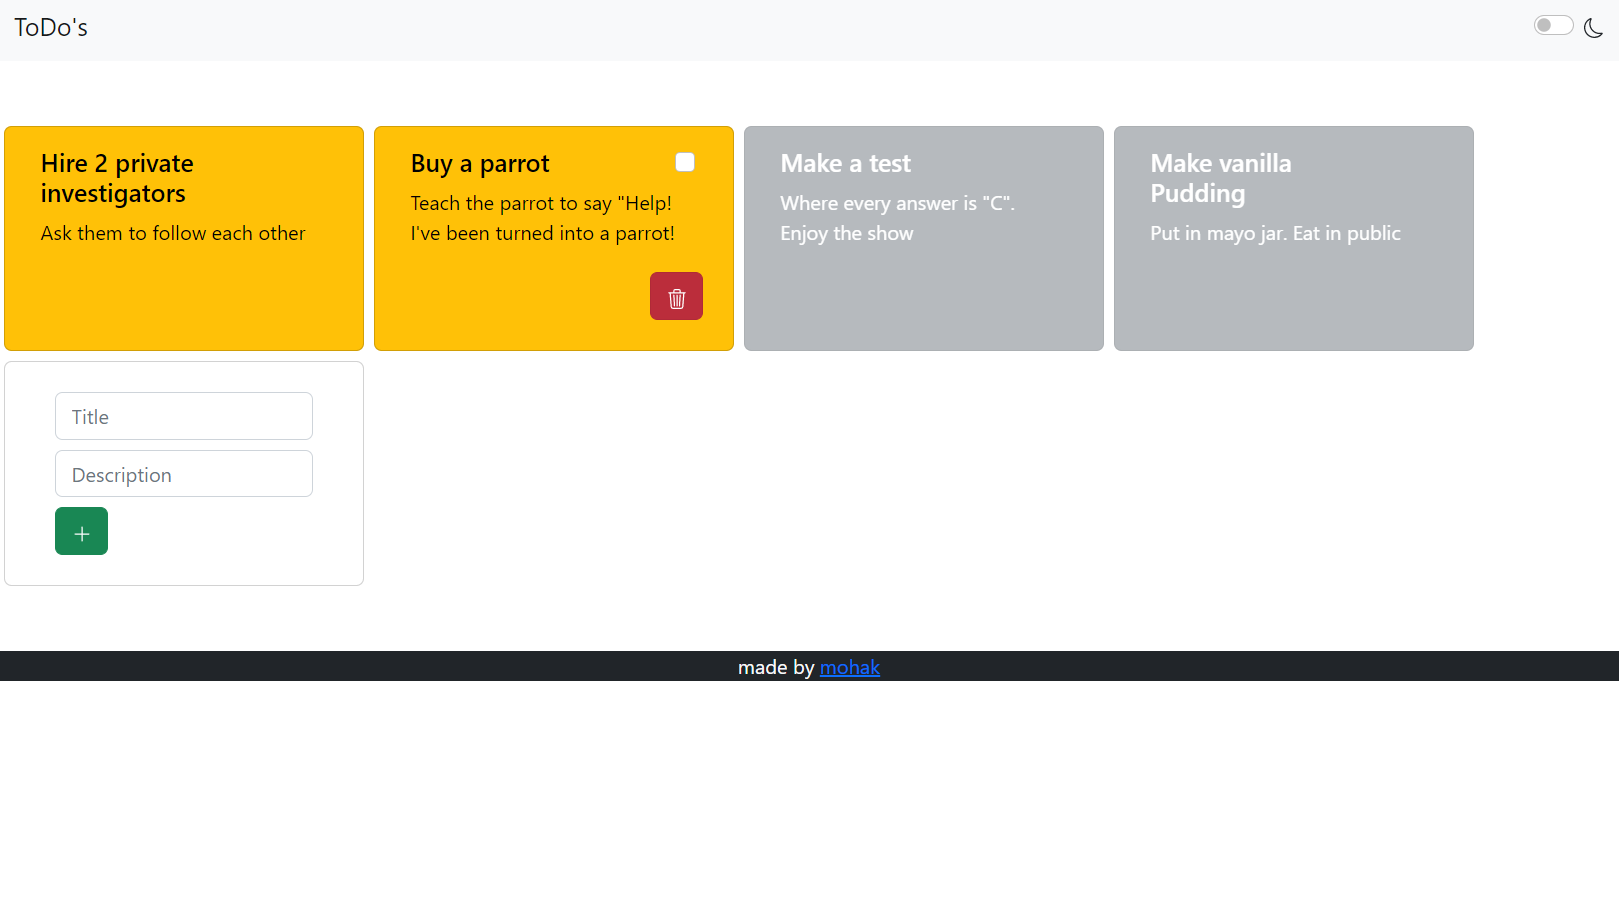 ToDo's
Hire 2 private
investigators
Ask them to follow each other
Buy a parrot
Teach the parrot to say "Help!
I've been turned into a parrot!
Make a test
Where every answer is "C".
Enjoy the show
Make vanilla
Pudding
Put in mayo jar. Eat in public
Title
Description
+
made by mohak